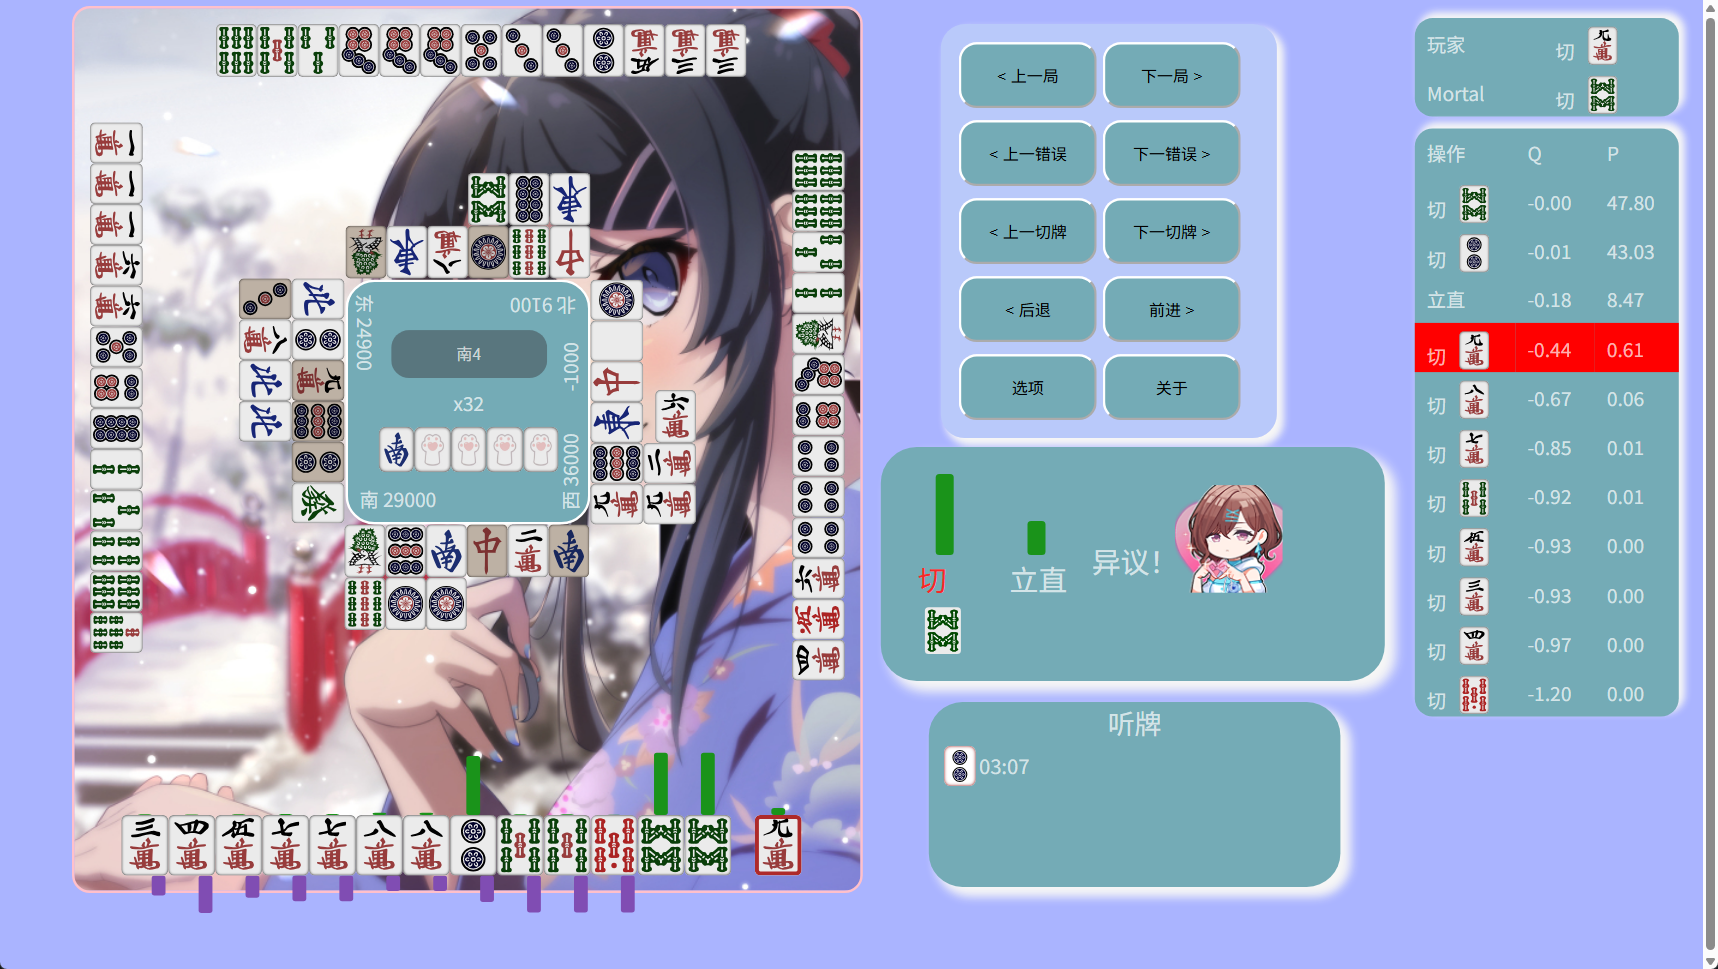 < 上一局
下一局 >
< 上一错误
下一错误 >
< 上一切牌
下一切牌 >
< 后退
前进 >
选项
关于
东 24900
北 9100
南4
-1000
x32
南 29000
西 36000
切
立直
异议!
听牌
03:07
玩家
切
Mortal
切
操作
Q
P
切
-0.00
47.80
切
-0.01
43.03
立直
-0.18
8.47
切
-0.44
0.61
切
-0.67
0.06
切
-0.85
0.01
切
-0.92
0.01
切
-0.93
0.00
切
-0.93
0.00
切
-0.97
0.00
切
-1.20
0.00